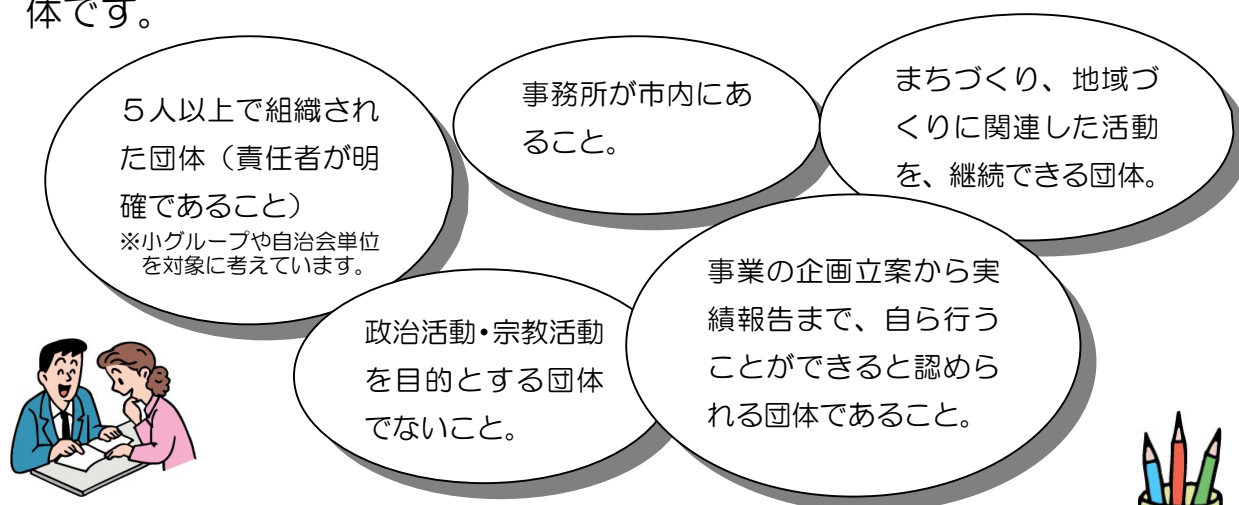 体です。
５人以上で組織され
た団体（責任者が明
確であること）
※小グループや自治会単位
を対象に考えています。
事務所が市内にあ
ること。
まちづくり、地域づ
くりに関連した活動
を、継続できる団体。
政治活動・宗教活動
を目的とする団体
でないこと。
事業の企画立案から実
績報告まで、自ら行う
ことができると認めら
れる団体であること。